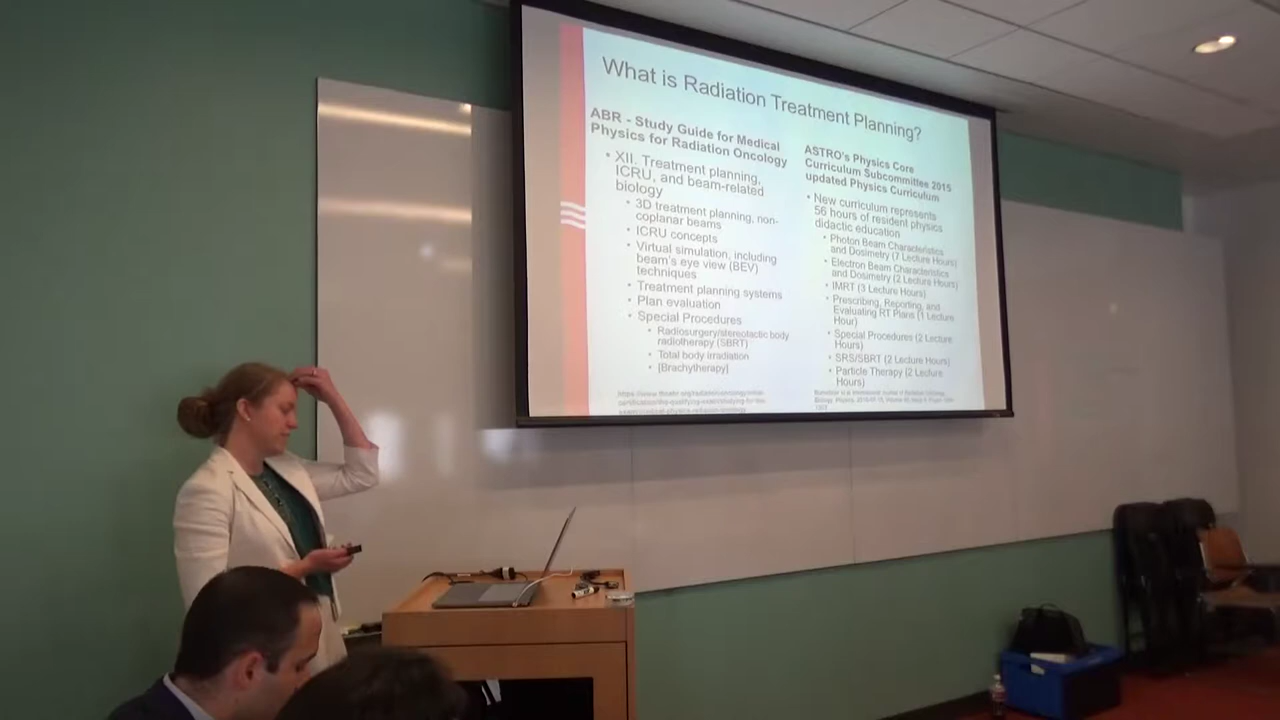 What is Radiation Treatment Planning?
ABR - Study Guide for Medical
Physics for Radiation Oncology
• XII. Treatment planning,
ICRU, and beam-related
biology
• 3D treatment planning, non-
coplanar beams
• ICRU concepts
• Virtual simulation, including
beam's eye view (BEV)
techniques
• Treatment planning systems
• Plan evaluation
• Special Procedures
• Radiosurgery/stereotactic body
radiotherapy (SBRT)
• Total body irradiation
• [Brachytherapy]
ASTRO's Physics Core
Curriculum Subcommittee 2015
updated Physics Curriculum
• New curriculum represents
56 hours of resident physics
didactic education
• Photon Beam Characteristics
and Dosimetry (7 Lecture Hours)
• Electron Beam Characteristics
and Dosimetry (2 Lecture Hours)
• IMRT (3 Lecture Hours)
• Prescribing, Reporting, and
Evaluating RT Plans (1 Lecture
Hour)
• Special Procedures (2 Lecture
Hours)
• SRS/SBRT (2 Lecture Hours)
• Particle Therapy (2 Lecture
Hours)